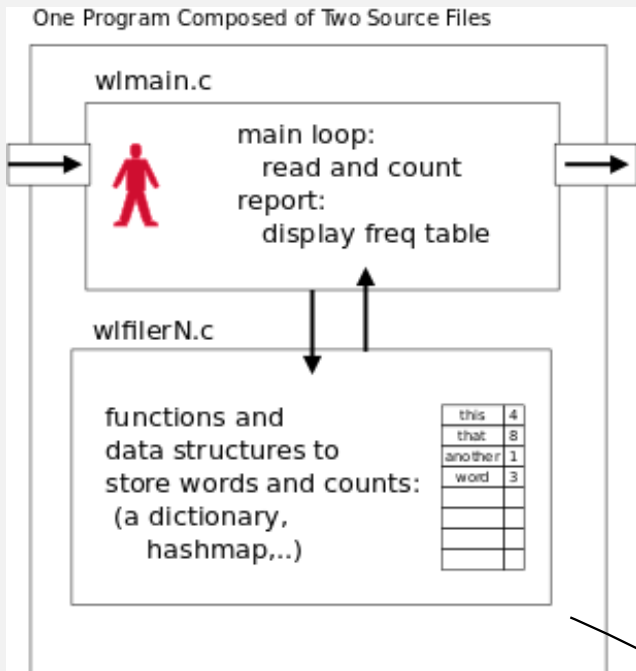 One Program Composed of Two Source Files
wlmain.c
main loop:
read and count
report:
display freq table
wlfilerN.c
functions and
data structures to
store words and counts:
(a dictionary,
hashmap,..)
this 4
that 8
another 1
word 3